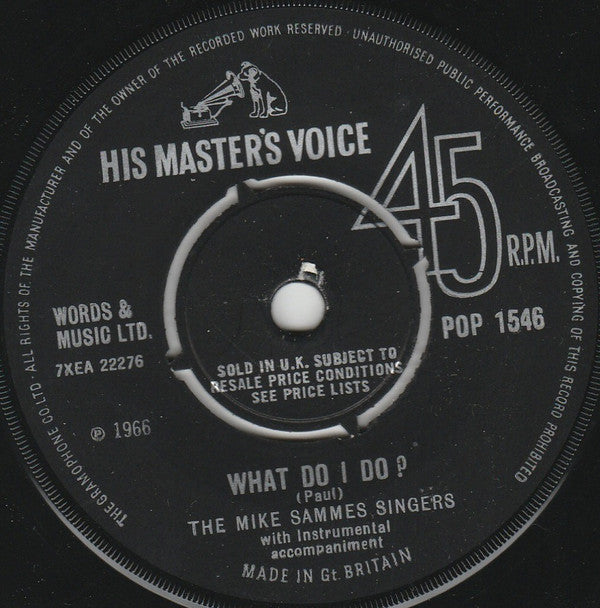 THE GRAMOPHONE CO LTD · ALL RIGHTS OF THE MANUFACTURER AND OF THE OWNER OF THE RECORDED WORK RESERVED · UNAUTHORISED PUBLIC PERFORMANCE BROADCASTING AND COPYING OF THIS RECORD PROHIBITED
HIS MASTER'S VOICE
45
R.P.M.
WORDS &
MUSIC LTD.
7XEA 22276
POP 1546
SOLD IN U.K. SUBJECT TO
RESALE PRICE CONDITIONS
SEE PRICE LISTS
℗ 1966
WHAT DO I DO ?
(Paul)
THE MIKE SAMMES SINGERS
with Instrumental
accompaniment
MADE IN Gt. BRITAIN